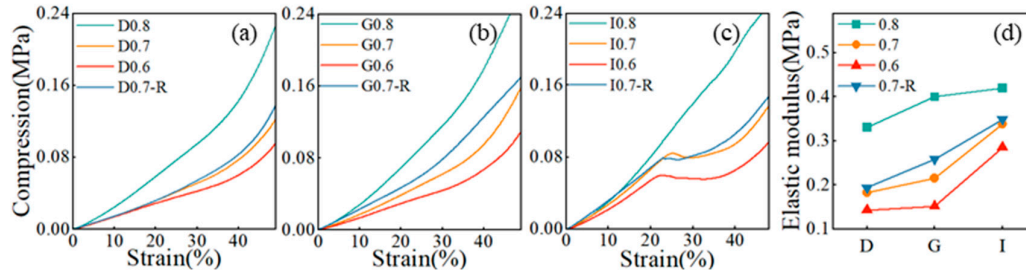 0.24
0.16
0.08
0.00
Compression(MPa)
(a)
D0.8
D0.7
D0.6
D0.7-R
0 10 20 30 40
Strain(%)
0.24
0.16
0.08
0.00
(b)
G0.8
G0.7
G0.6
G0.7-R
0 10 20 30 40
Strain(%)
0.24
0.16
0.08
0.00
(c)
I0.8
I0.7
I0.6
I0.7-R
0 10 20 30 40
Strain(%)
Elastic modulus(MPa)
0.5
0.4
0.3
0.2
0.1
(d)
0.8
0.7
0.6
0.7-R
D G I